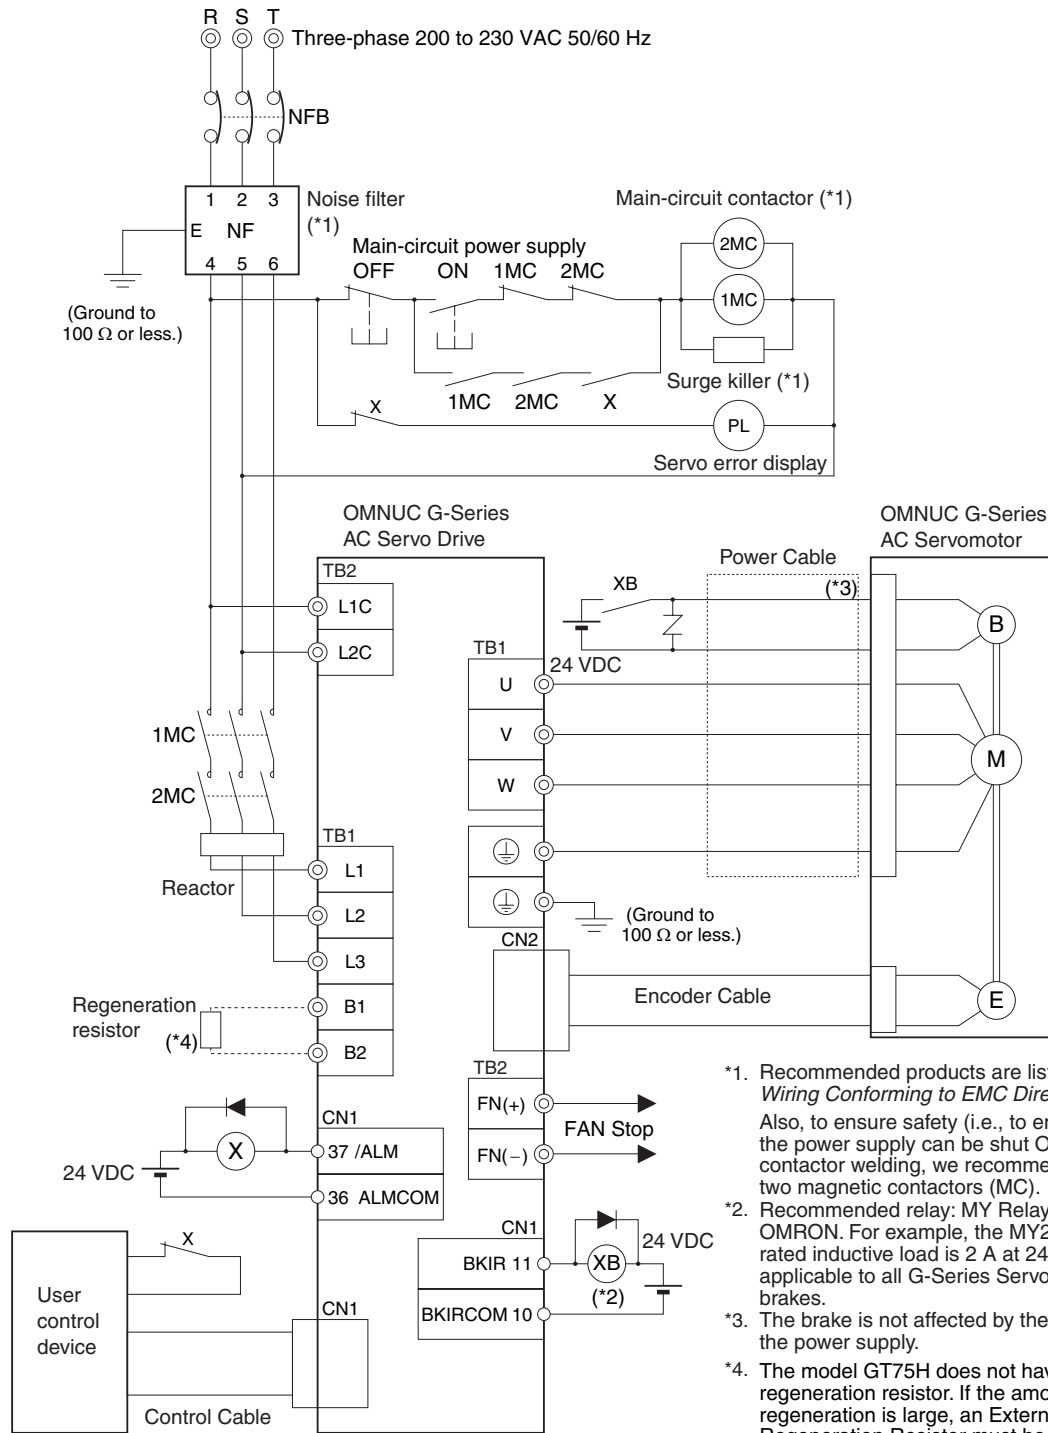 R S T
Three-phase 200 to 230 VAC 50/60 Hz
NFB
1 2 3
E NF
4 5 6
Noise filter
(*1)
(Ground to
100 Ω or less.)
Main-circuit power supply
OFF ON 1MC 2MC
Main-circuit contactor (*1)
2MC
1MC
Surge killer (*1)
1MC 2MC X
X
PL
Servo error display
OMNUC G-Series
AC Servo Drive
OMNUC G-Series
AC Servomotor
TB2
L1C
L2C
Power Cable
XB
(*3)
24 VDC
B
TB1
U
V
W
M
1MC
2MC
Reactor
TB1
L1
L2
L3
B1
B2
Regeneration
resistor
(*4)
(Ground to
100 Ω or less.)
CN2
Encoder Cable
E
TB2
FN(+)
FN(−)
FAN Stop
CN1
37 /ALM
36 ALMCOM
X
24 VDC
CN1
BKIR 11
BKIRCOM 10
XB
(*2)
24 VDC
X
User
control
device
CN1
Control Cable
*1. Recommended products are lis
Wiring Conforming to EMC Dire
Also, to ensure safety (i.e., to e
the power supply can be shut O
contactor welding, we recomme
two magnetic contactors (MC).
*2. Recommended relay: MY Relay
OMRON. For example, the MY2
rated inductive load is 2 A at 24
applicable to all G-Series Servo
brakes.
*3. The brake is not affected by the
the power supply.
*4. The model GT75H does not hav
regeneration resistor. If the amo
regeneration is large, an Extern
Regeneration Resistor must be